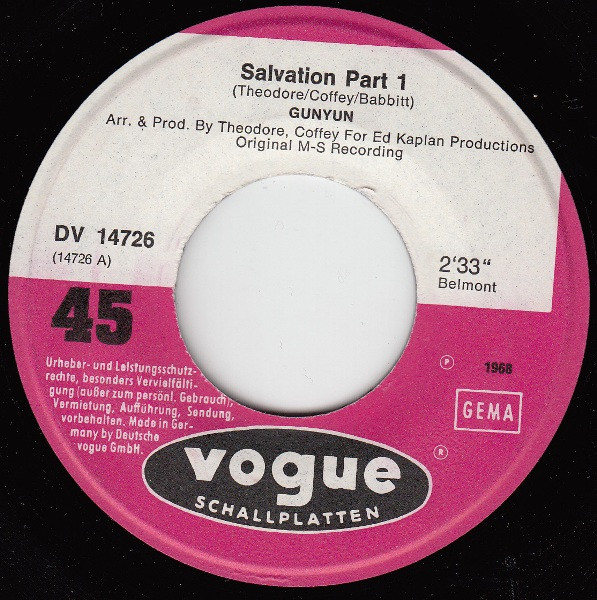 Salvation Part 1
(Theodore/Coffey/Babbitt)
GUNYUN
Arr. & Prod. By Theodore, Coffey For Ed Kaplan Productions
Original M-S Recording
DV 14726
(14726 A)
2'33"
Belmont
45
Urheber- und Leistungsschutz-
rechte, besonders Vervielfälti-
gung (außer zum persönl. Gebrauch),
Vermietung, Aufführung, Sendung,
vorbehalten. Made in Ger-
many by Deutsche
vogue GmbH.
℗ 1968
GEMA
®
vogue
SCHALLPLATTEN